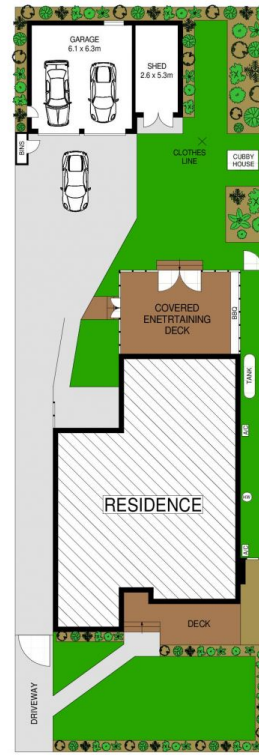 GARAGE
6.1 x 6.3m
SHED
2.6 x 5.3m
BINS
CLOTHES
LINE
CUBBY
HOUSE
COVERED
ENETRTAINING
DECK
BBQ
TANK
A/C
RESIDENCE
A/C
DECK
DRIVEWAY